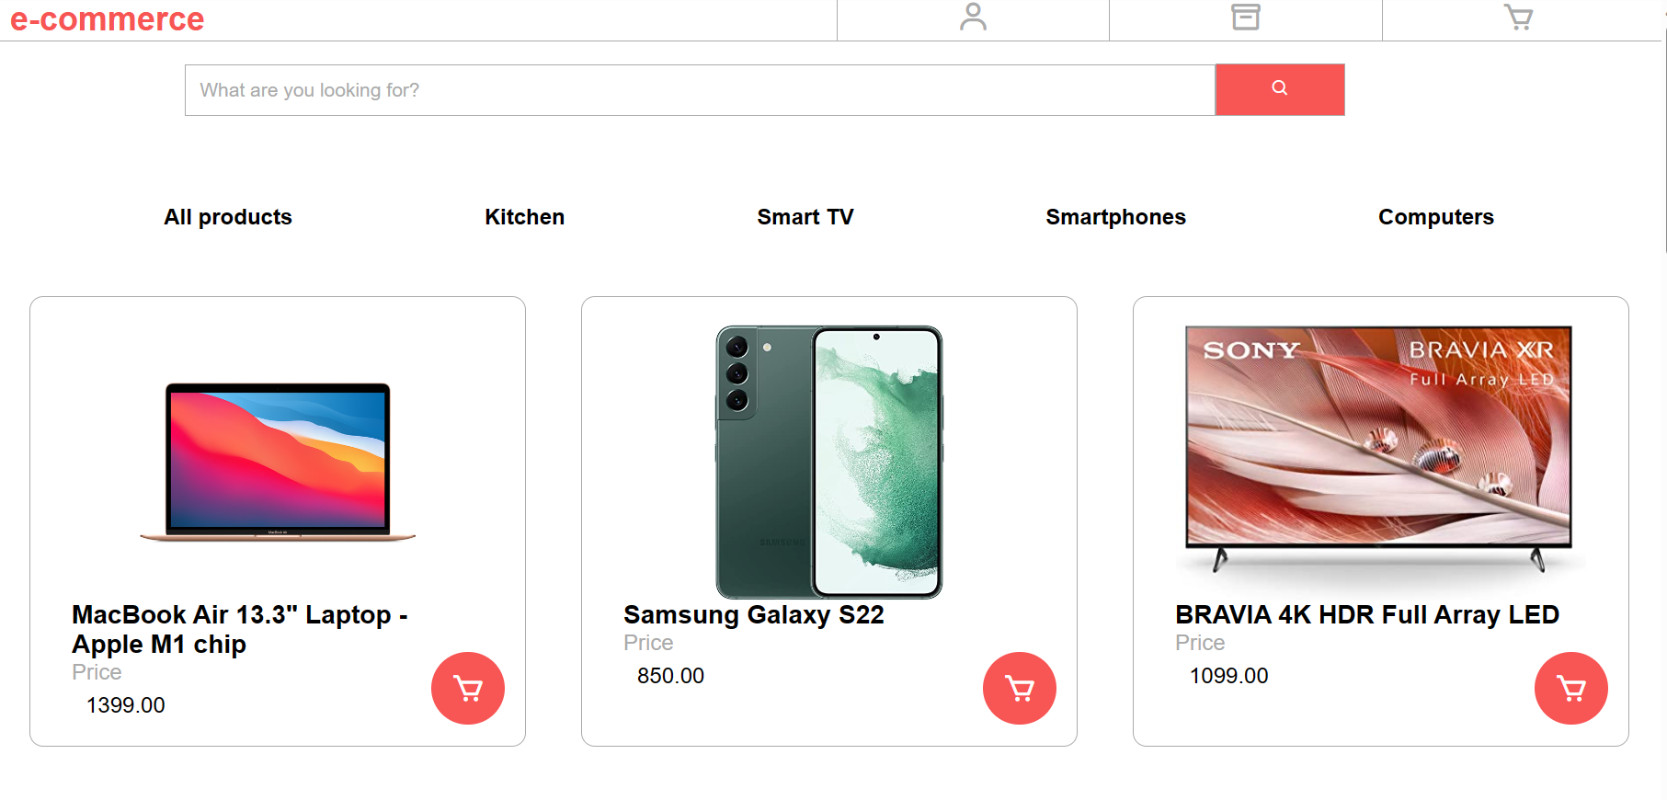 e-commerce
What are you looking for?
All products Kitchen Smart TV Smartphones Computers
SONY BRAVIA XR
Full Array LED
SAMSUNG
MacBook Air 13.3" Laptop -
Apple M1 chip
Price
1399.00
Samsung Galaxy S22
Price
850.00
BRAVIA 4K HDR Full Array LED
Price
1099.00